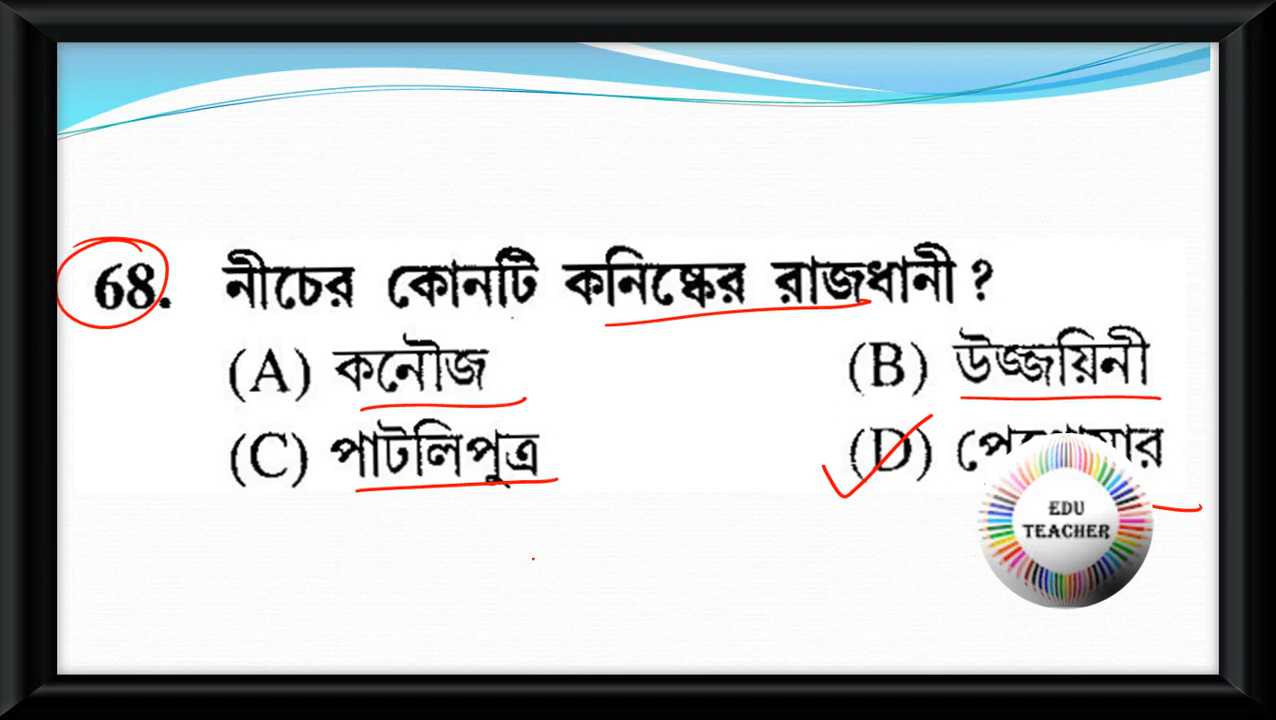 68. নীচের কোনটি কনিষ্কের রাজধানী ?
(A) কনৌজ (B) উজ্জয়িনী
(C) পাটলিপুত্র (D)
EDU
TEACHER